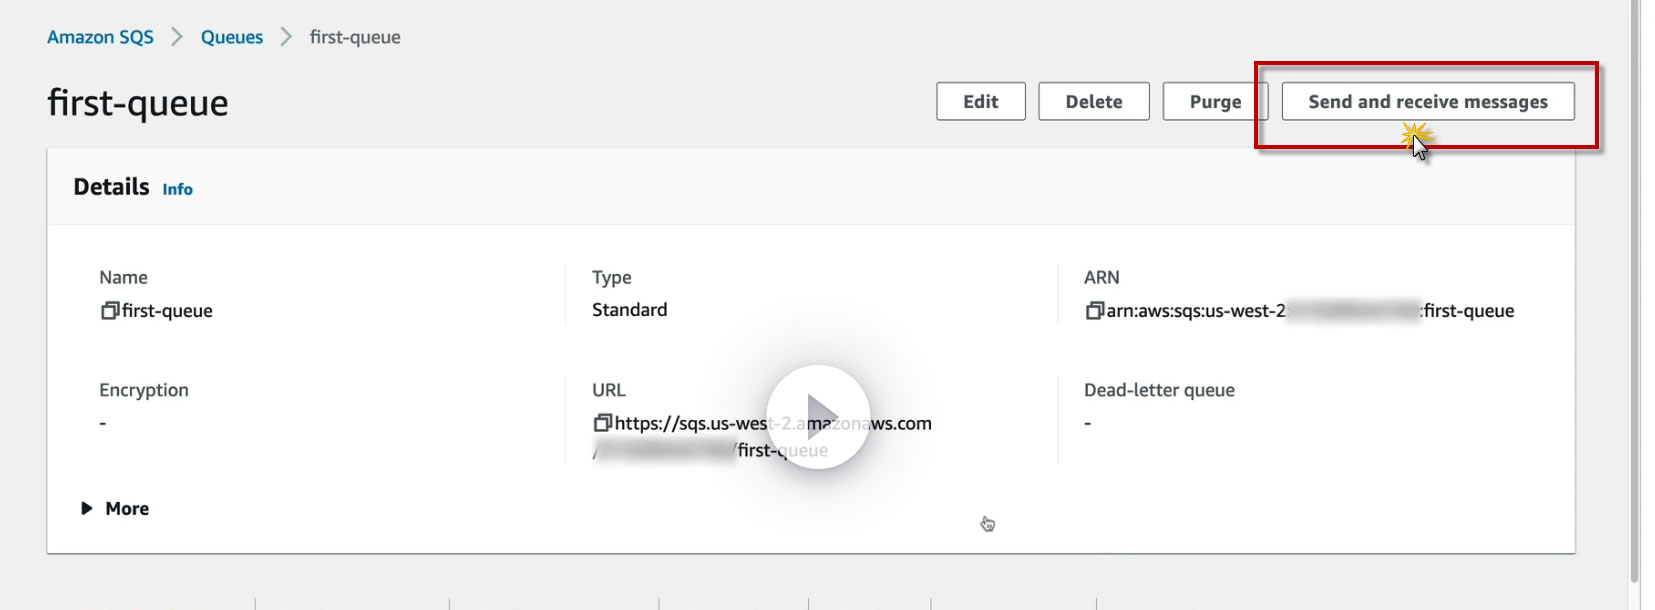 Amazon SQS > Queues > first-queue
first-queue
Edit
Delete
Purge
Send and receive messages
Details Info
Name
first-queue
Type
Standard
ARN
arn:aws:sqs:us-west-2 :first-queue
Encryption
-
URL
https://sqs.us-west-2.amazonaws.com
/ /first-queue
Dead-letter queue
-
More